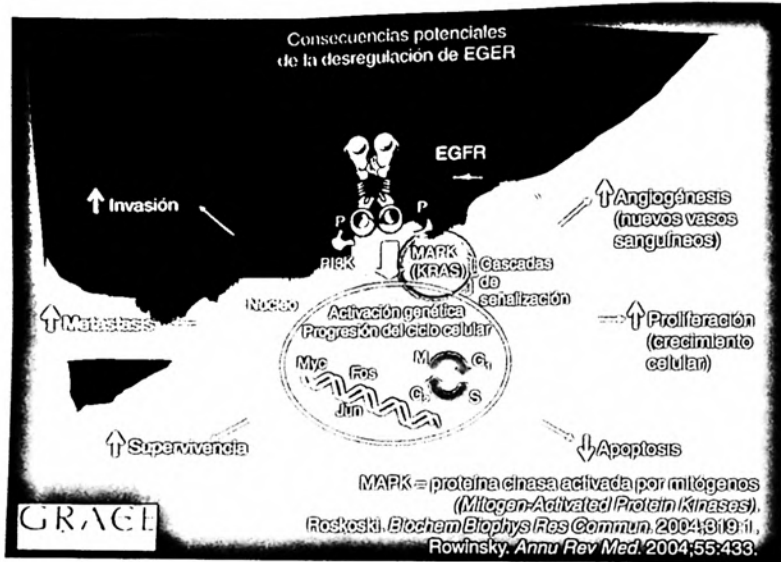 Consecuencias potenciales
de la desregulación de EGER
EGFR
↑ Invasión
↑ Angiogénesis
(nuevos vasos
sanguíneos)
P
P
PI3K
MAPK
(KRAS)
Cascadas
de
señalización
Núcleo
↑ Metastasis
Activación genética
Progresión del ciclo celular
↑ Proliferación
(crecimiento
celular)
Myc
Fos
Jun
M
G₁
G₂
S
↑ Supervivencia
↓ Apoptosis
MAPK = proteína cinasa activada por mitógenos
(Mitogen-Activated Protein Kinases).
Roskoski. Biochem Biophys Res Commun. 2004;319:1.
Rowinsky. Annu Rev Med. 2004;55:433.
GRACE